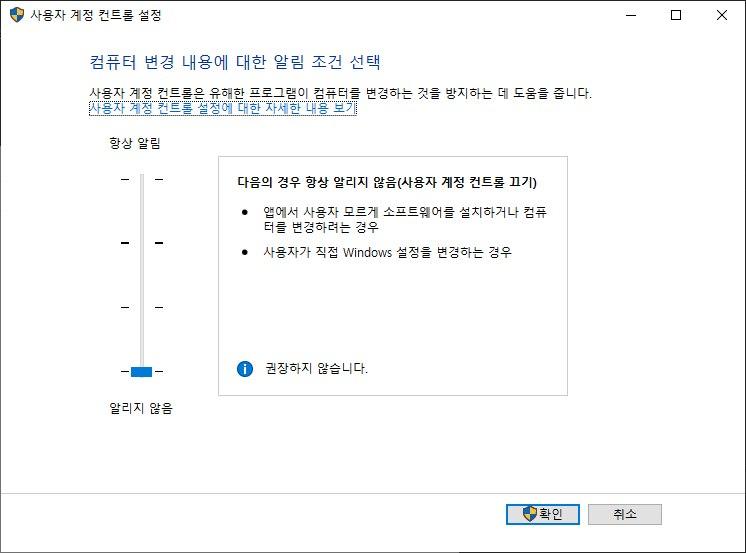 사용자 계정 컨트롤 설정
컴퓨터 변경 내용에 대한 알림 조건 선택
사용자 계정 컨트롤은 유해한 프로그램이 컴퓨터를 변경하는 것을 방지하는 데 도움을 줍니다.
사용자 계정 컨트롤 설정에 대한 자세한 내용 보기
항상 알림
다음의 경우 항상 알리지 않음(사용자 계정 컨트롤 끄기)
● 앱에서 사용자 모르게 소프트웨어를 설치하거나 컴퓨
터를 변경하려는 경우
● 사용자가 직접 Windows 설정을 변경하는 경우
권장하지 않습니다.
알리지 않음
확인
취소